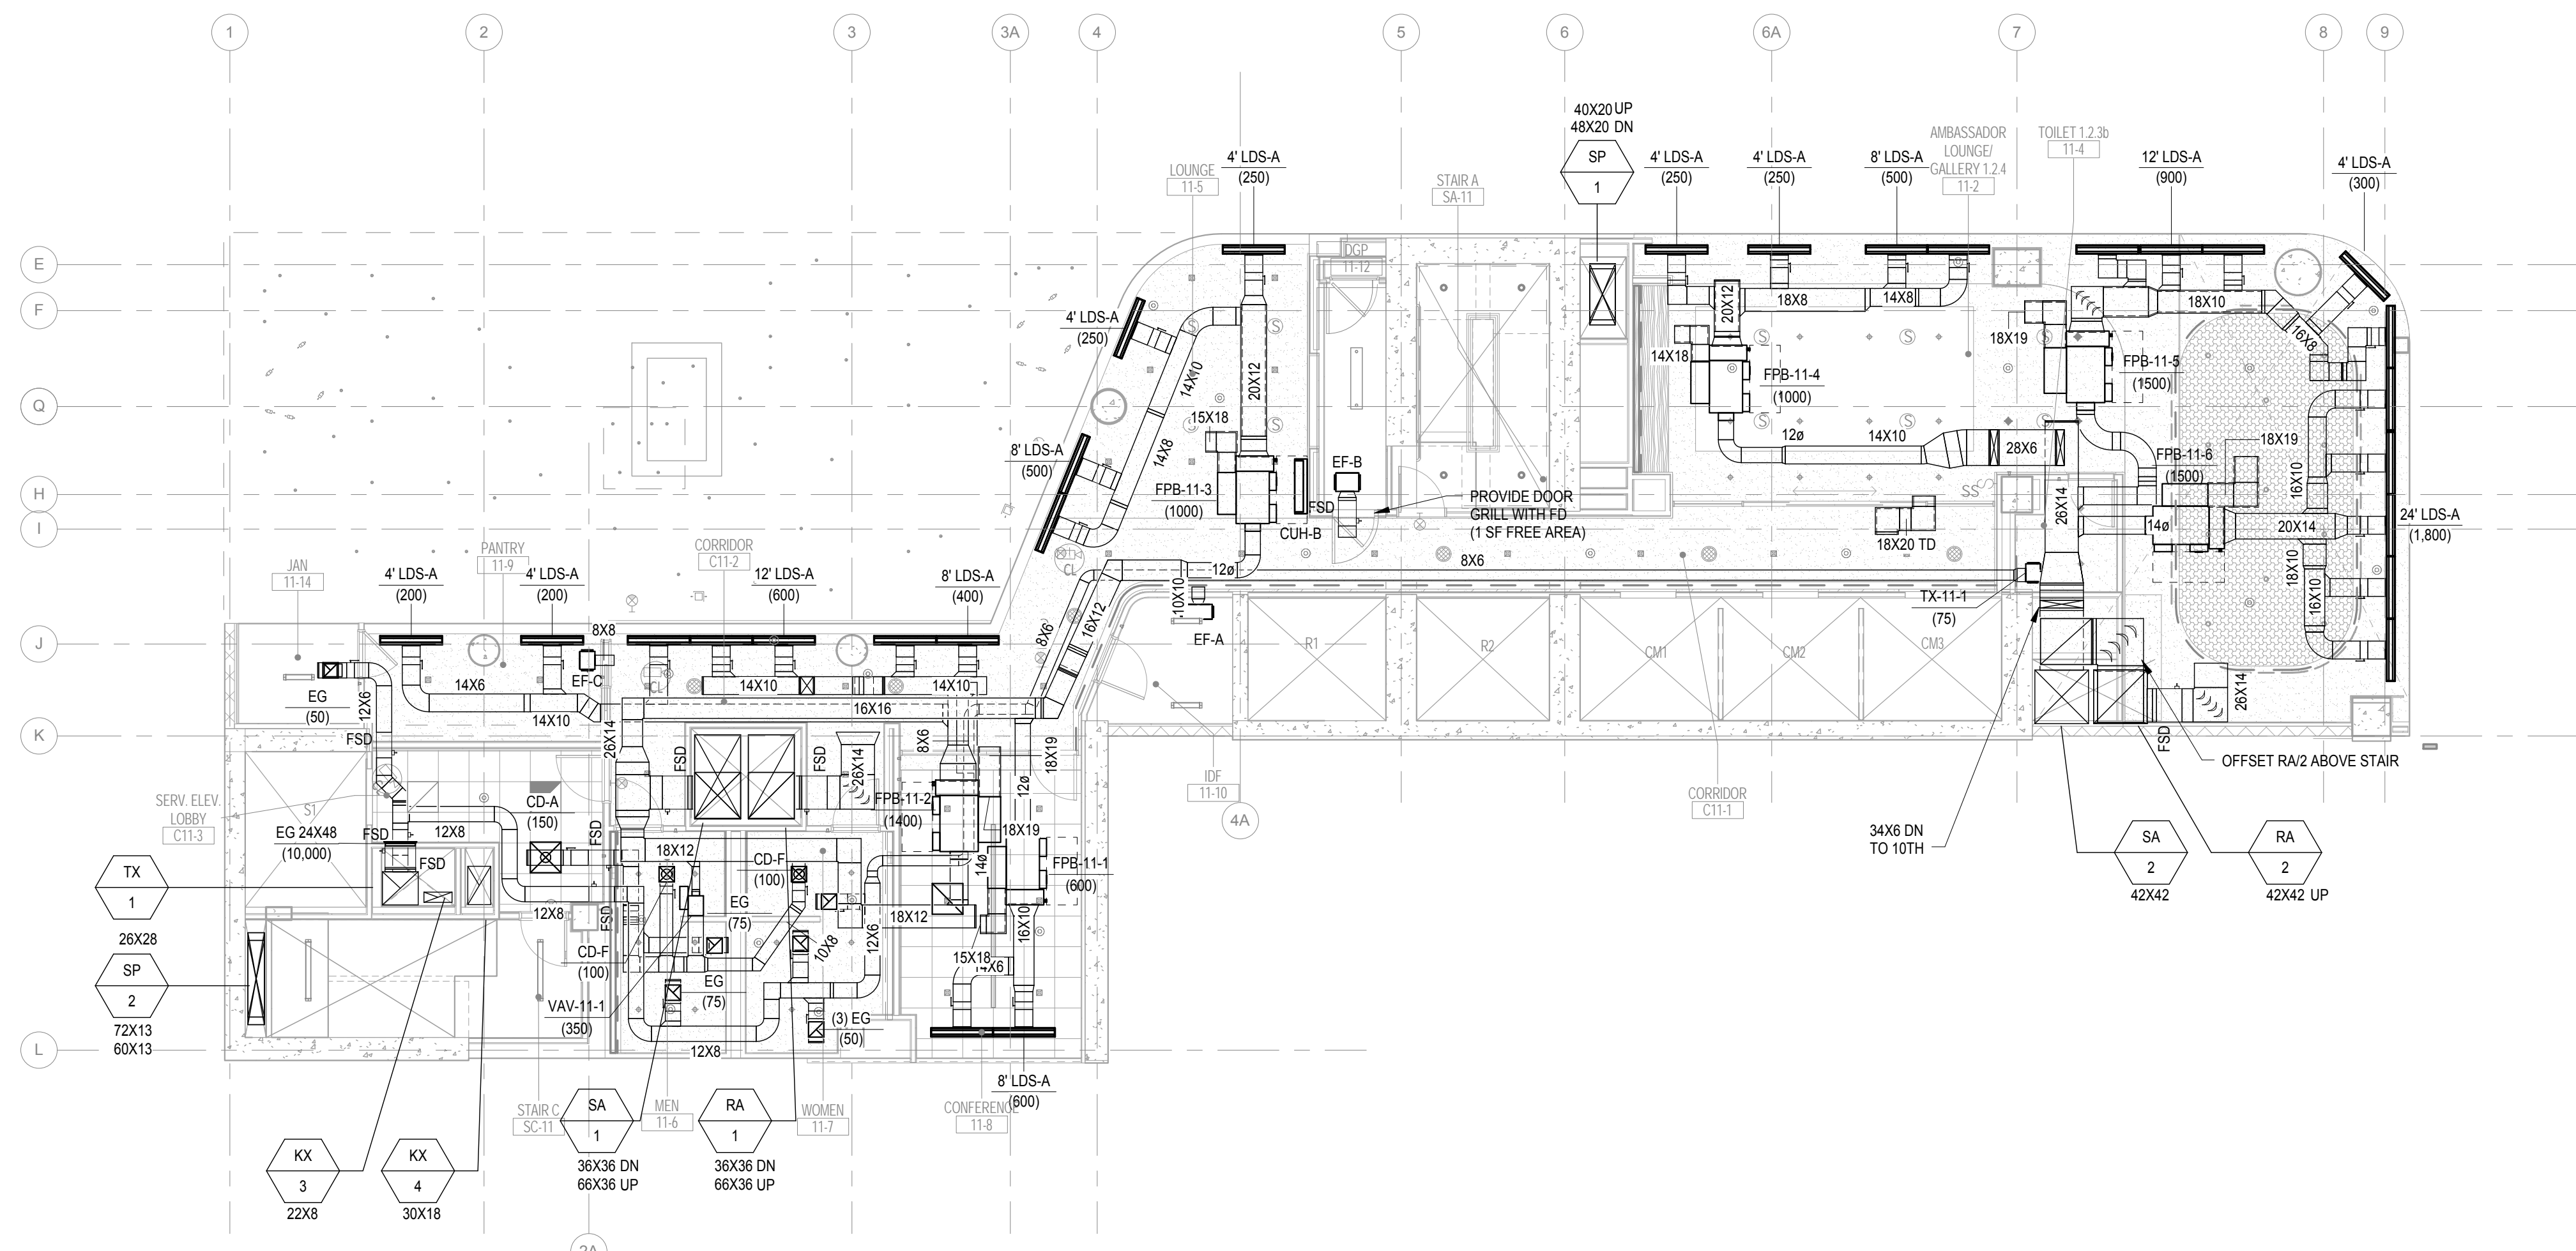 1
2
3
3A
4
5
6
6A
7
8
9
E
F
Q
H
I
J
K
L
4A
2A
40X20 UP
48X20 DN
SP
1
LOUNGE
11-5
4' LDS-A
(250)
STAIR A
SA-11
4' LDS-A
(250)
4' LDS-A
(250)
8' LDS-A
(500)
AMBASSADOR
LOUNGE/
GALLERY 1.2.4
11-2
TOILET 1.2.3b
11-4
12' LDS-A
(900)
4' LDS-A
(300)
DGP
11-12
4' LDS-A
(250)
14X10
20X12
15X18
14X8
8' LDS-A
(500)
FPB-11-3
(1000)
CUH-B
EF-B
FSD
PROVIDE DOOR
GRILL WITH FD
(1 SF FREE AREA)
20X12
18X8
14X8
14X18
FPB-11-4
(1000)
12ø
14X10
28X6
18X19
18X10
16X8
FPB-11-5
(1500)
18X19
FPB-11-6
(1500)
16X10
26X14
14ø
20X14
18X10
16X10
24' LDS-A
(1,800)
SS
18X20 TD
8X6
TX-11-1
(75)
CL
12ø
10X10
EF-A
8X6
16X12
R1
R2
CM1
CM2
CM3
26X14
FSD
OFFSET RA/2 ABOVE STAIR
34X6 DN
TO 10TH
SA
2
42X42
RA
2
42X42 UP
IDF
11-10
CORRIDOR
C11-1
JAN
11-14
PANTRY
11-9
CORRIDOR
C11-2
4' LDS-A
(200)
4' LDS-A
(200)
12' LDS-A
(600)
8' LDS-A
(400)
8X8
EF-C
CL
EG
(50)
12X6
14X6
14X10
14X10
14X10
16X16
FSD
26X14
FSD
FSD
26X14
8X6
18X19
12ø
SERV. ELEV.
LOBBY
C11-3
S1
EG 24X48
(10,000)
FSD
FSD
12X8
CD-A
(150)
FSD
18X12
CD-F
(100)
FPB-11-2
(1400)
18X19
14ø
FPB-11-1
(600)
TX
1
26X28
SP
2
72X13
60X13
12X8
FSD
EG
(75)
10X8
12X6
18X12
16X10
CD-F
(100)
EG
(75)
15X18
14X6
VAV-11-1
(350)
(3) EG
(50)
12X8
8' LDS-A
(600)
STAIR C
SC-11
SA
1
36X36 DN
66X36 UP
MEN
11-6
RA
1
36X36 DN
66X36 UP
WOMEN
11-7
CONFERENCE
11-8
KX
3
22X8
KX
4
30X18